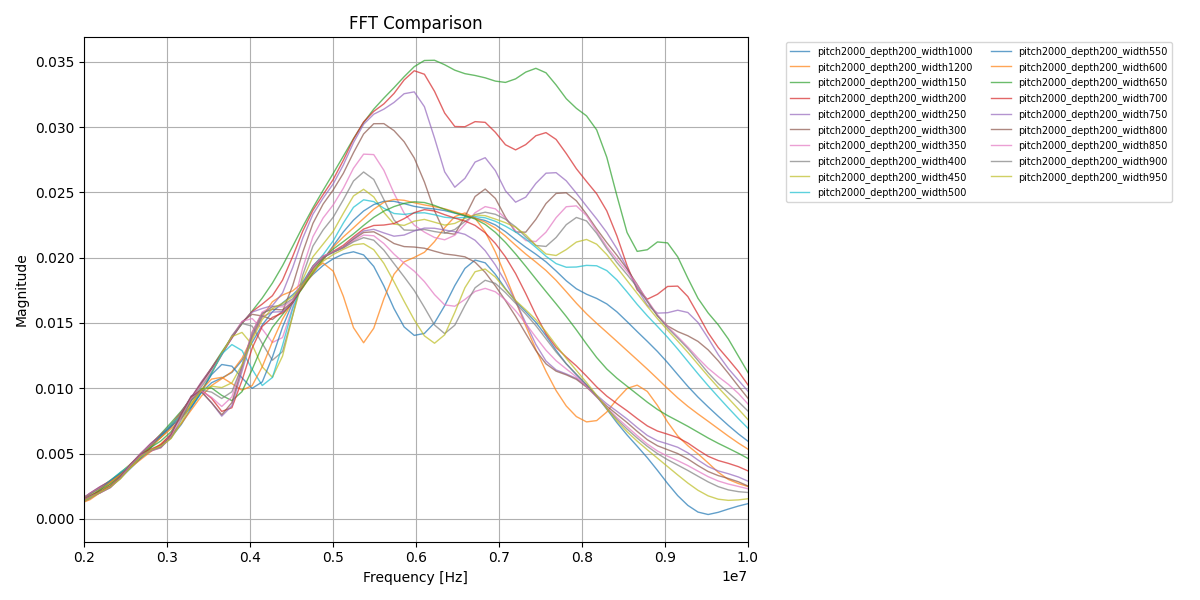 FFT Comparison
Magnitude
0.035
0.030
0.025
0.020
0.015
0.010
0.005
0.000
0.2 0.3 0.4 0.5 0.6 0.7 0.8 0.9 1.0
1e7
Frequency [Hz]
pitch2000_depth200_width1000
pitch2000_depth200_width1200
pitch2000_depth200_width150
pitch2000_depth200_width200
pitch2000_depth200_width250
pitch2000_depth200_width300
pitch2000_depth200_width350
pitch2000_depth200_width400
pitch2000_depth200_width450
pitch2000_depth200_width500
pitch2000_depth200_width550
pitch2000_depth200_width600
pitch2000_depth200_width650
pitch2000_depth200_width700
pitch2000_depth200_width750
pitch2000_depth200_width800
pitch2000_depth200_width850
pitch2000_depth200_width900
pitch2000_depth200_width950